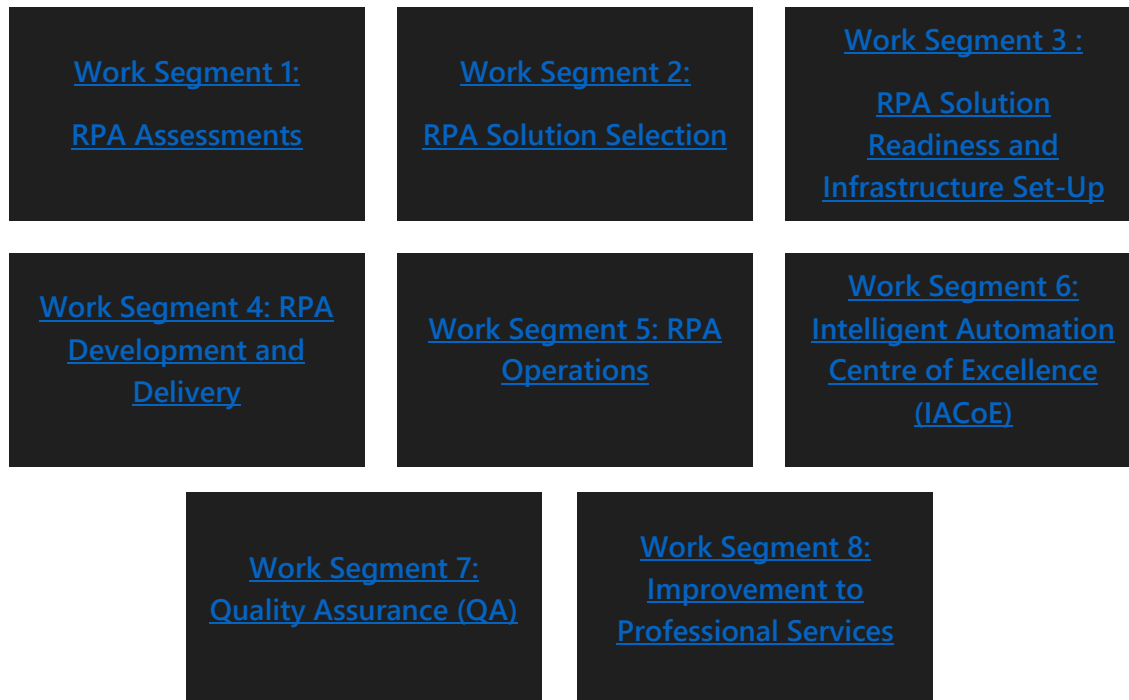 Work Segment 1:
RPA Assessments
Work Segment 2:
RPA Solution Selection
Work Segment 3 :
RPA Solution
Readiness and
Infrastructure Set-Up
Work Segment 4: RPA
Development and
Delivery
Work Segment 5: RPA
Operations
Work Segment 6:
Intelligent Automation
Centre of Excellence
(IACoE)
Work Segment 7:
Quality Assurance (QA)
Work Segment 8:
Improvement to
Professional Services